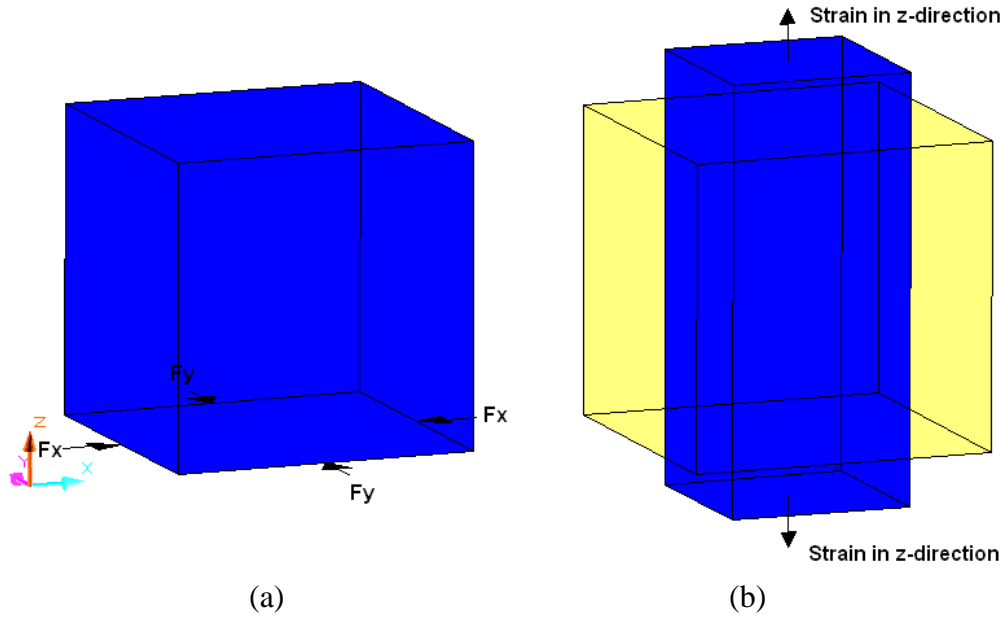 Strain in z-direction
Fy
Fx
Z
Fx
Y
X
Fy
Strain in z-direction
(a)
(b)